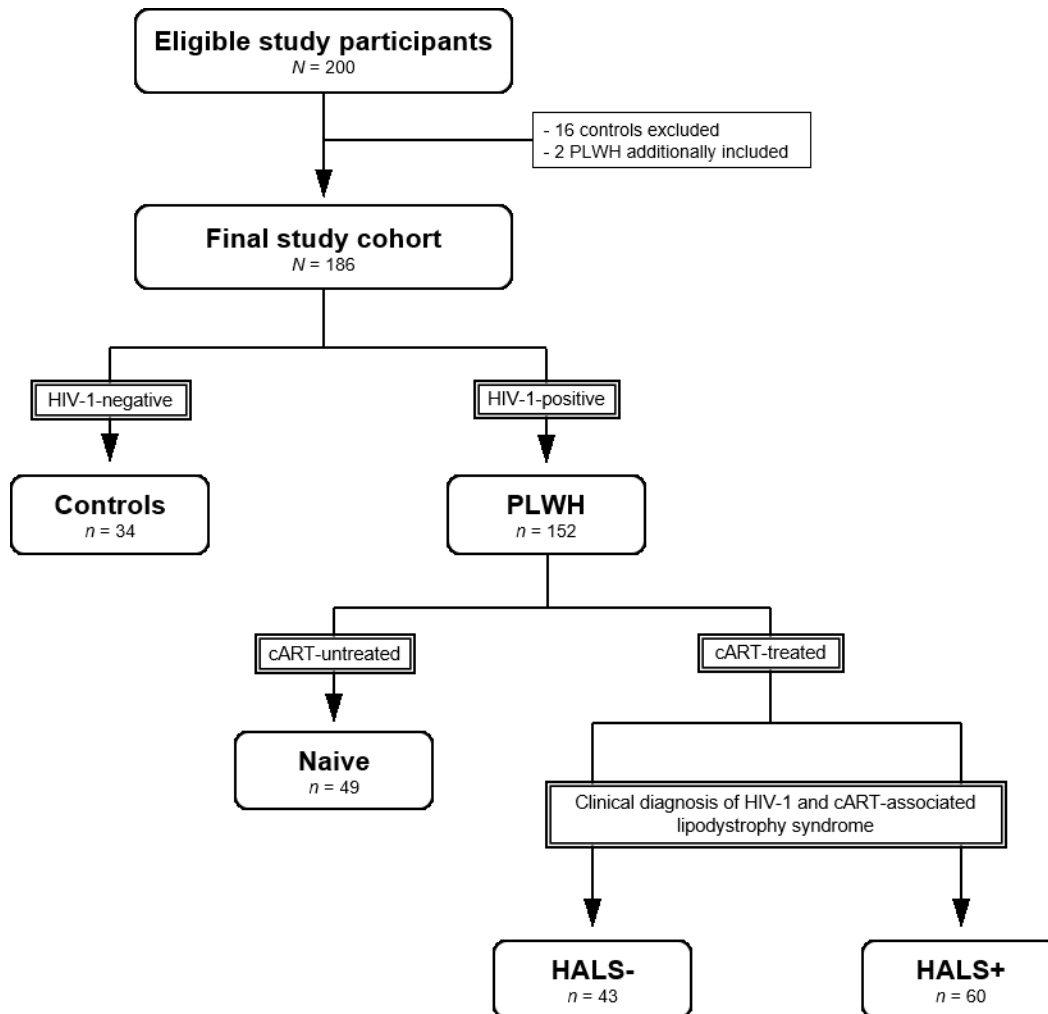 Eligible study participants
N = 200
- 16 controls excluded
- 2 PLWH additionally included
Final study cohort
N = 186
HIV-1-negative
HIV-1-positive
Controls
n = 34
PLWH
n = 152
cART-untreated
cART-treated
Naive
n = 49
Clinical diagnosis of HIV-1 and cART-associated
lipodystrophy syndrome
HALS-
n = 43
HALS+
n = 60